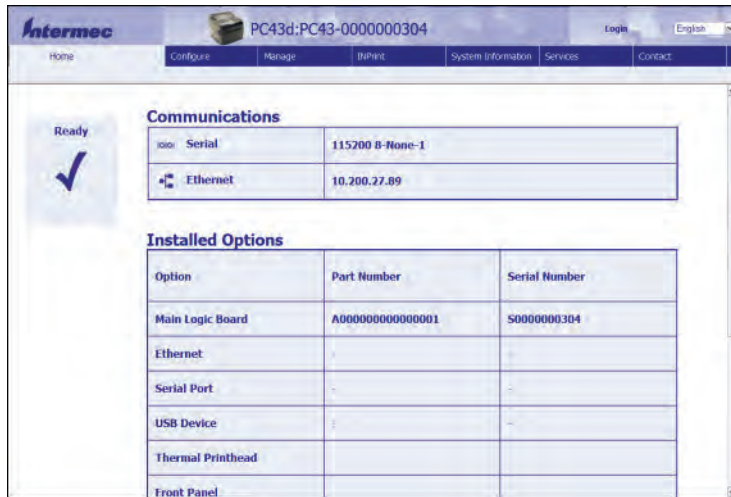 Intermec
PC43d:PC43-0000000304
Login
English
Home
Configure
Manage
INPrint
System Information
Services
Contact
Ready
Communications
Serial
115200 8-None-1
Ethernet
10.200.27.89
Installed Options
Option
Part Number
Serial Number
Main Logic Board
A000000000000001
S0000000304
Ethernet
-
-
Serial Port
-
-
USB Device
-
-
Thermal Printhead
Front Panel